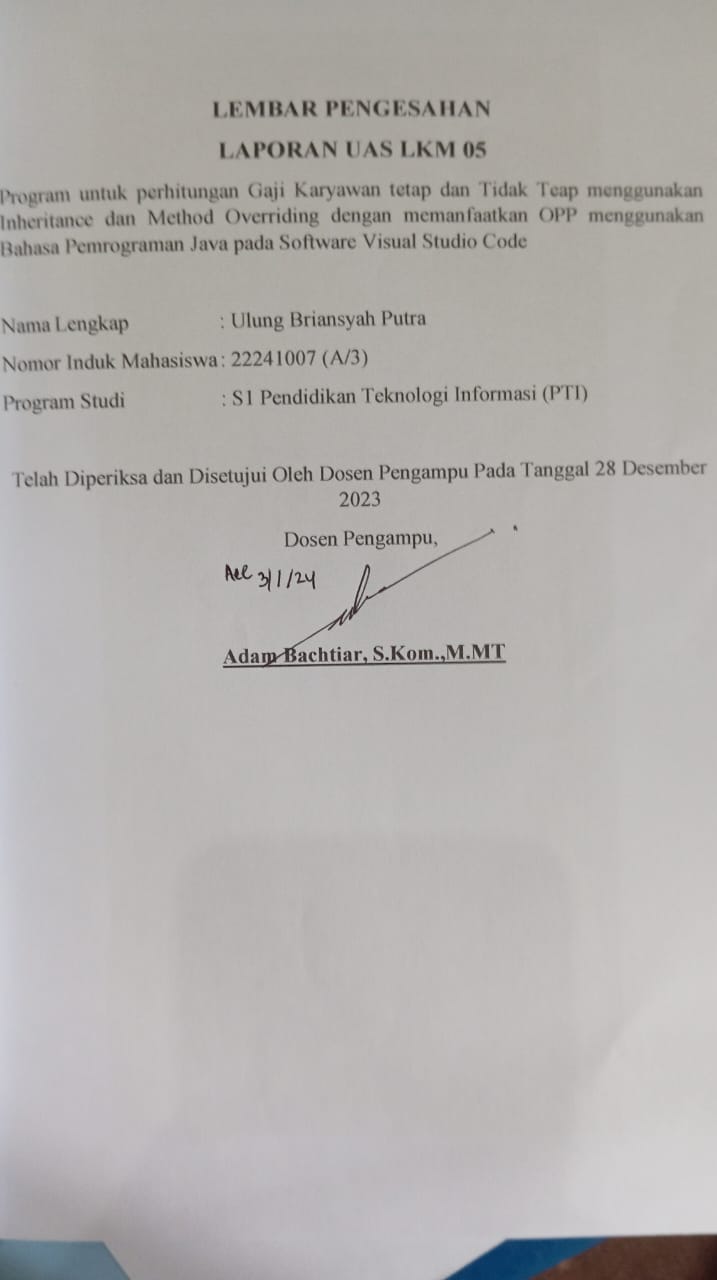 LEMBAR PENGESAHAN
LAPORAN UAS LKM 05
Program untuk perhitungan Gaji Karyawan tetap dan Tidak Teap menggunakan
Inheritance dan Method Overriding dengan memanfaatkan OPP menggunakan
Bahasa Pemrograman Java pada Software Visual Studio Code
Nama Lengkap : Ulung Briansyah Putra
Nomor Induk Mahasiswa : 22241007 (A/3)
Program Studi : S1 Pendidikan Teknologi Informasi (PTI)
Telah Diperiksa dan Disetujui Oleh Dosen Pengampu Pada Tanggal 28 Desember
2023
Dosen Pengampu,
Acc 3/1/24
Adam Bachtiar, S.Kom.,M.MT